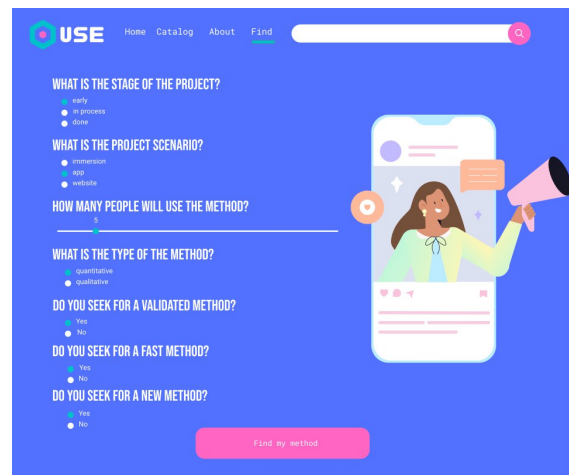 USE
Home Catalog About Find
WHAT IS THE STAGE OF THE PROJECT?
early
in process
done
WHAT IS THE PROJECT SCENARIO?
immersion
app
website
HOW MANY PEOPLE WILL USE THE METHOD?
5
WHAT IS THE TYPE OF THE METHOD?
quantitative
qualitative
DO YOU SEEK FOR A VALIDATED METHOD?
Yes
No
DO YOU SEEK FOR A FAST METHOD?
Yes
No
DO YOU SEEK FOR A NEW METHOD?
Yes
No
Find my method